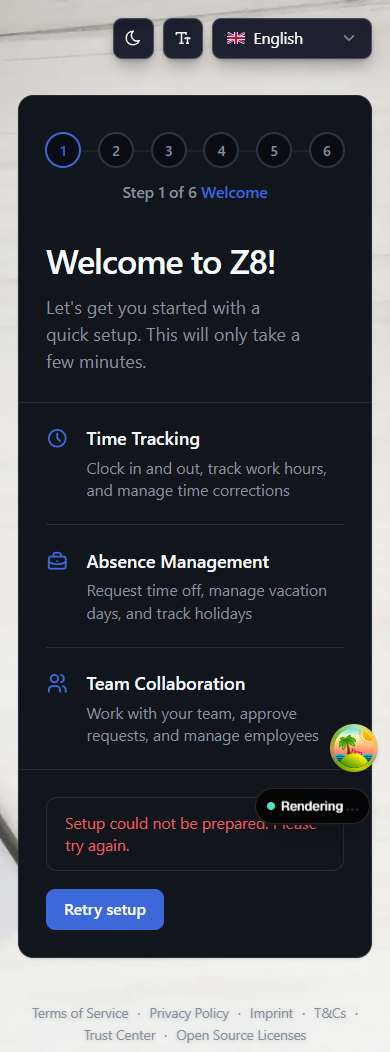 English
1 2 3 4 5 6
Step 1 of 6 Welcome
Welcome to Z8!
Let's get you started with a
quick setup. This will only take a
few minutes.
Time Tracking
Clock in and out, track work hours,
and manage time corrections
Absence Management
Request time off, manage vacation
days, and track holidays
Team Collaboration
Work with your team, approve
requests, and manage employees
Rendering...
Setup could not be prepared. Please
try again.
Retry setup
Terms of Service · Privacy Policy · Imprint · T&Cs ·
Trust Center · Open Source Licenses